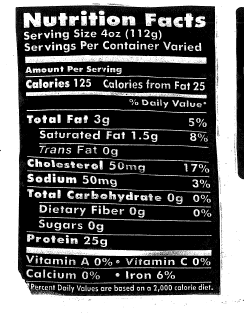 Nutrition Facts
Serving Size 4oz (112g)
Servings Per Container Varied
Amount Per Serving
Calories 125 Calories from Fat 25
% Daily Value*
Total Fat 3g 5%
Saturated Fat 1.5g 8%
Trans Fat 0g
Cholesterol 50mg 17%
Sodium 50mg 3%
Total Carbohydrate 0g 0%
Dietary Fiber 0g 0%
Sugars 0g
Protein 25g
Vitamin A 0% • Vitamin C 0%
Calcium 0% • Iron 6%
*Percent Daily Values are based on a 2,000 calorie diet.